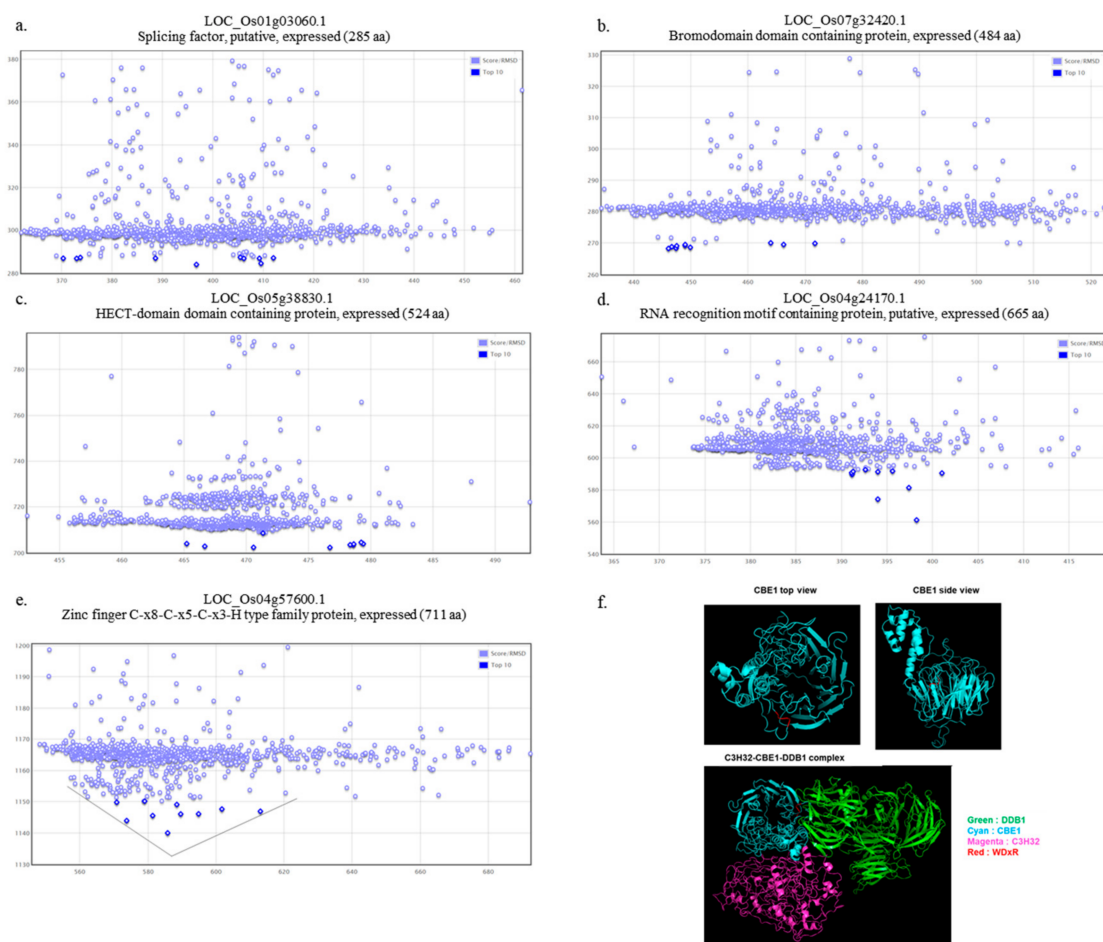 a.
LOC_Os01g03060.1
Splicing factor, putative, expressed (285 aa)
380
360
340
320
300
280
370 380 390 400 410 420 430 440 450 460
Score/RMSD
Top 10
b.
LOC_Os07g32420.1
Bromodomain domain containing protein, expressed (484 aa)
330
320
310
300
290
280
270
260
440 450 460 470 480 490 500 510 520
Score/RMSD
Top 10
c.
LOC_Os05g38830.1
HECT-domain domain containing protein, expressed (524 aa)
780
760
740
720
700
455 460 465 470 475 480 485 490
Score/RMSD
Top 10
d.
LOC_Os04g24170.1
RNA recognition motif containing protein, putative, expressed (665 aa)
660
640
620
600
580
560
540
365 370 375 380 385 390 395 400 405 410 415
Score/RMSD
Top 10
e.
LOC_Os04g57600.1
Zinc finger C-x8-C-x5-C-x3-H type family protein, expressed (711 aa)
1200
1190
1180
1170
1160
1150
1140
1130
560 580 600 620 640 660 680
Score/RMSD
Top 10
f.
CBE1 top view
CBE1 side view
C3H32-CBE1-DDB1 complex
Green : DDB1
Cyan : CBE1
Magenta : C3H32
Red : WDxR